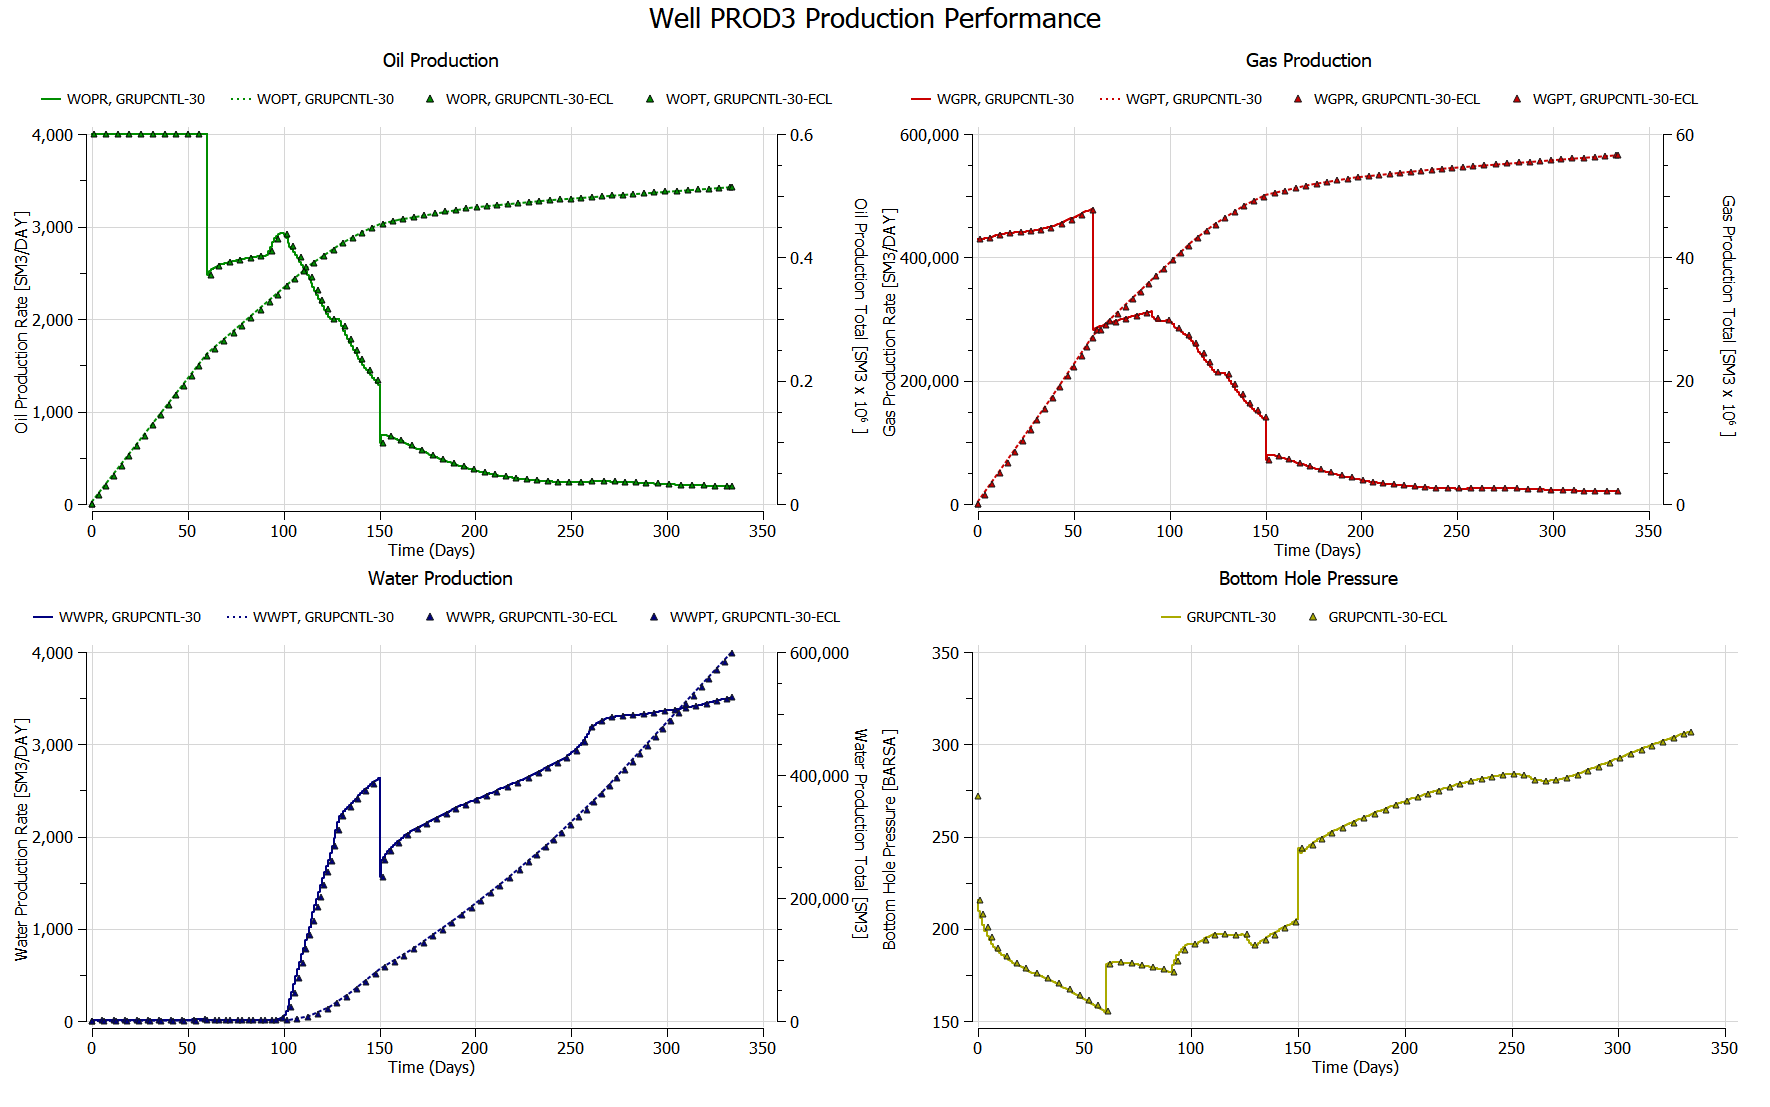 Well PROD3 Production Performance
Oil Production
WOPR, GRUPCNTL-30 WOPT, GRUPCNTL-30 WOPR, GRUPCNTL-30-ECL WOPT, GRUPCNTL-30-ECL
4,000
3,000
2,000
1,000
0
Oil Production Rate [SM3/DAY]
0.6
0.4
0.2
0
Oil Production Total [SM3 x 10⁶ ]
0 50 100 150 200 250 300 350
Time (Days)
Gas Production
WGPR, GRUPCNTL-30 WGPT, GRUPCNTL-30 WGPR, GRUPCNTL-30-ECL WGPT, GRUPCNTL-30-ECL
600,000
400,000
200,000
0
Gas Production Rate [SM3/DAY]
60
40
20
0
Gas Production Total [SM3 x 10⁶ ]
0 50 100 150 200 250 300 350
Time (Days)
Water Production
WWPR, GRUPCNTL-30 WWPT, GRUPCNTL-30 WWPR, GRUPCNTL-30-ECL WWPT, GRUPCNTL-30-ECL
4,000
3,000
2,000
1,000
0
Water Production Rate [SM3/DAY]
600,000
400,000
200,000
0
Water Production Total [SM3]
0 50 100 150 200 250 300 350
Time (Days)
Bottom Hole Pressure
GRUPCNTL-30 GRUPCNTL-30-ECL
350
300
250
200
150
Bottom Hole Pressure [BARSA]
0 50 100 150 200 250 300 350
Time (Days)